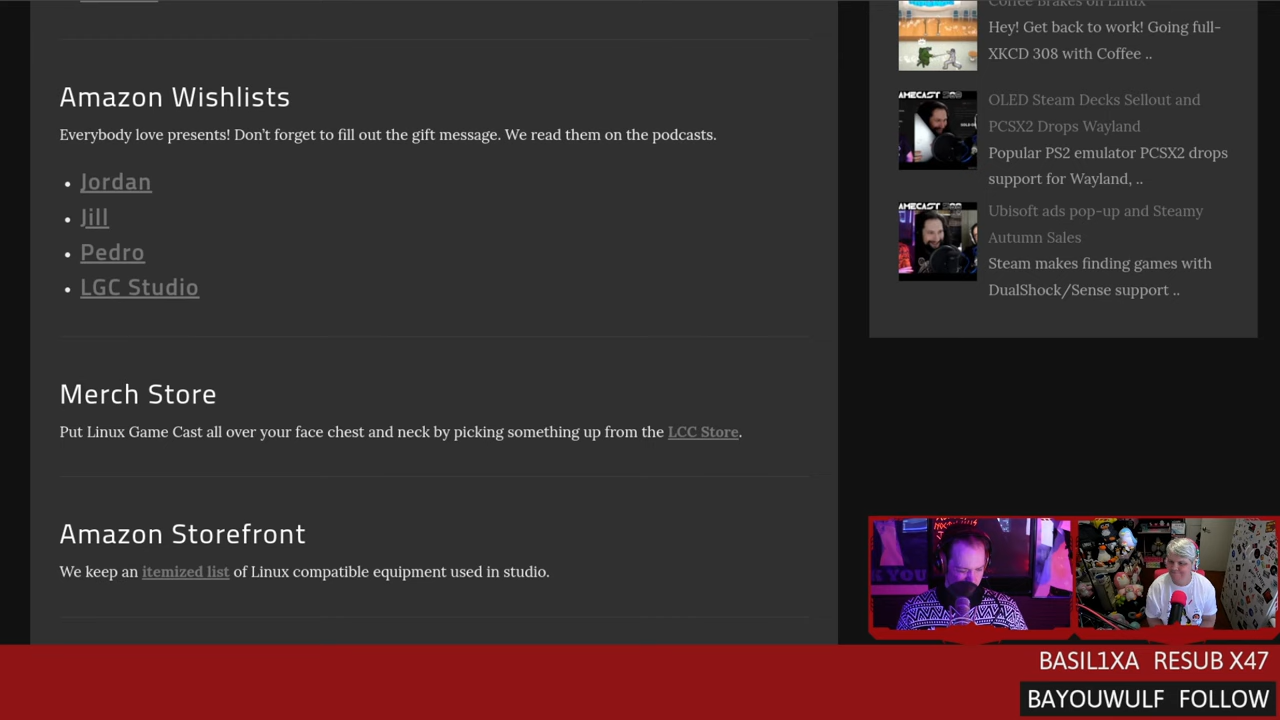 Amazon Wishlists
Everybody love presents! Don't forget to fill out the gift message. We read them on the podcasts.
• Jordan
• Jill
• Pedro
• LGC Studio
Merch Store
Put Linux Game Cast all over your face chest and neck by picking something up from the LCC Store.
Amazon Storefront
We keep an itemized list of Linux compatible equipment used in studio.
Coffee Brakes on Linux
Hey! Get back to work! Going full-
XKCD 308 with Coffee ..
OLED Steam Decks Sellout and
PCSX2 Drops Wayland
Popular PS2 emulator PCSX2 drops
support for Wayland, ..
Ubisoft ads pop-up and Steamy
Autumn Sales
Steam makes finding games with
DualShock/Sense support ..
BASIL1XA RESUB X47
BAYOUWULF FOLLOW